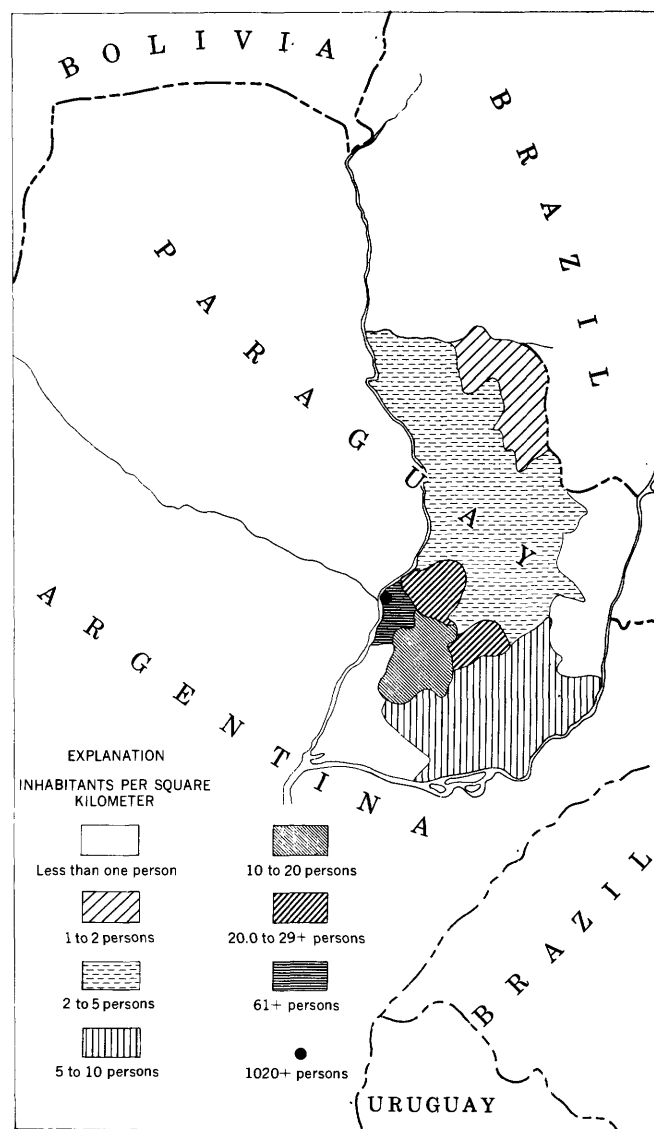 BOLIVIA
BRAZIL
PARAGUAY
ARGENTINA
EXPLANATION
INHABITANTS PER SQUARE
KILOMETER
Less than one person
1 to 2 persons
2 to 5 persons
5 to 10 persons
10 to 20 persons
20.0 to 29+ persons
61+ persons
1020+ persons
BRAZIL
URUGUAY